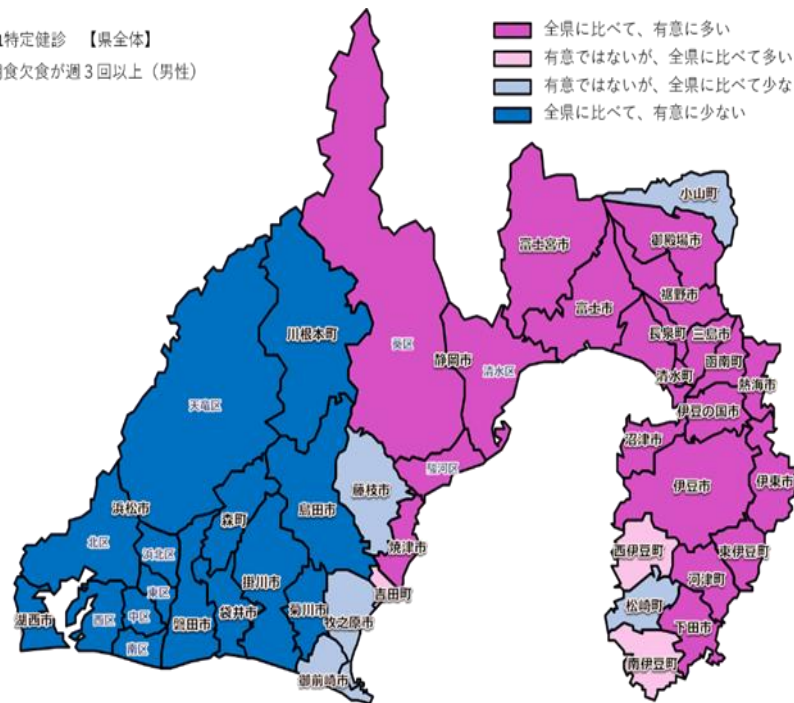 特定健診 【県全体】
食欠食が週3回以上（男性）
全県に比べて、有意に多い
有意ではないが、全県に比べて多い
有意ではないが、全県に比べて少な
全県に比べて、有意に少ない
小山町
御殿場市
富士宮市
裾野市
富士市
川根本町
長泉町
三島市
葵区
静岡市
清水区
函南町
清水町
熱海市
天竜区
伊豆の国市
沼津市
駿河区
伊豆市
伊東市
藤枝市
浜松市
島田市
森町
北区
焼津市
西伊豆町
東伊豆町
浜北区
掛川市
河津町
東区
吉田町
菊川市
松崎町
湖西市
西区
中区
磐田市
袋井市
牧之原市
下田市
南区
南伊豆町
御前崎市